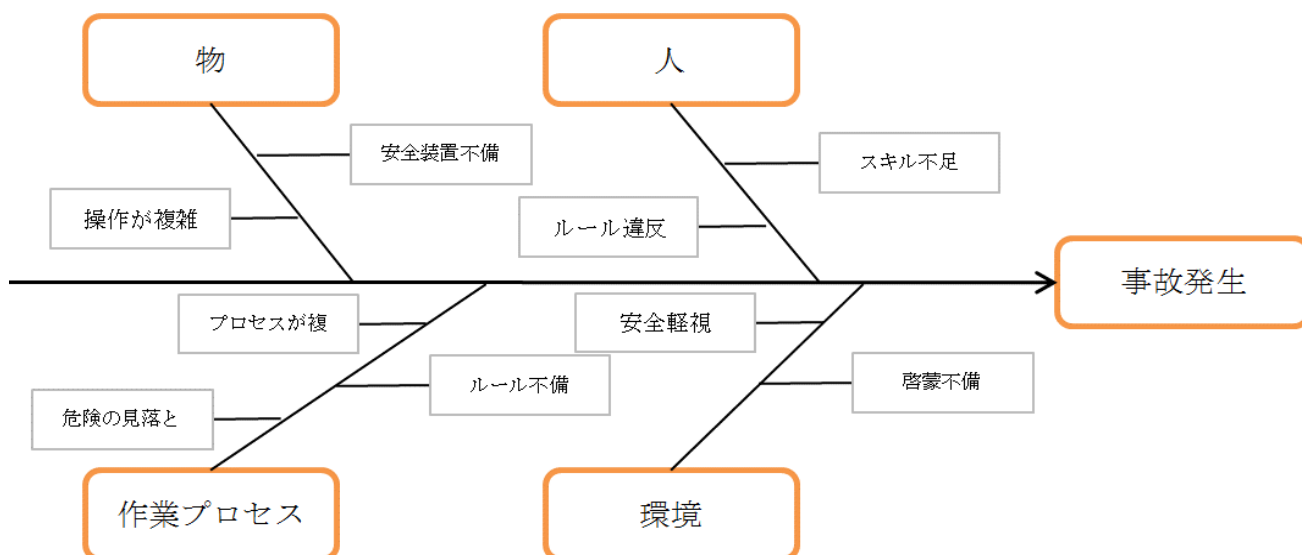 物
人
安全装置不備
スキル不足
操作が複雑
ルール違反
事故発生
プロセスが複
安全軽視
ルール不備
啓蒙不備
危険の見落と
作業プロセス
環境